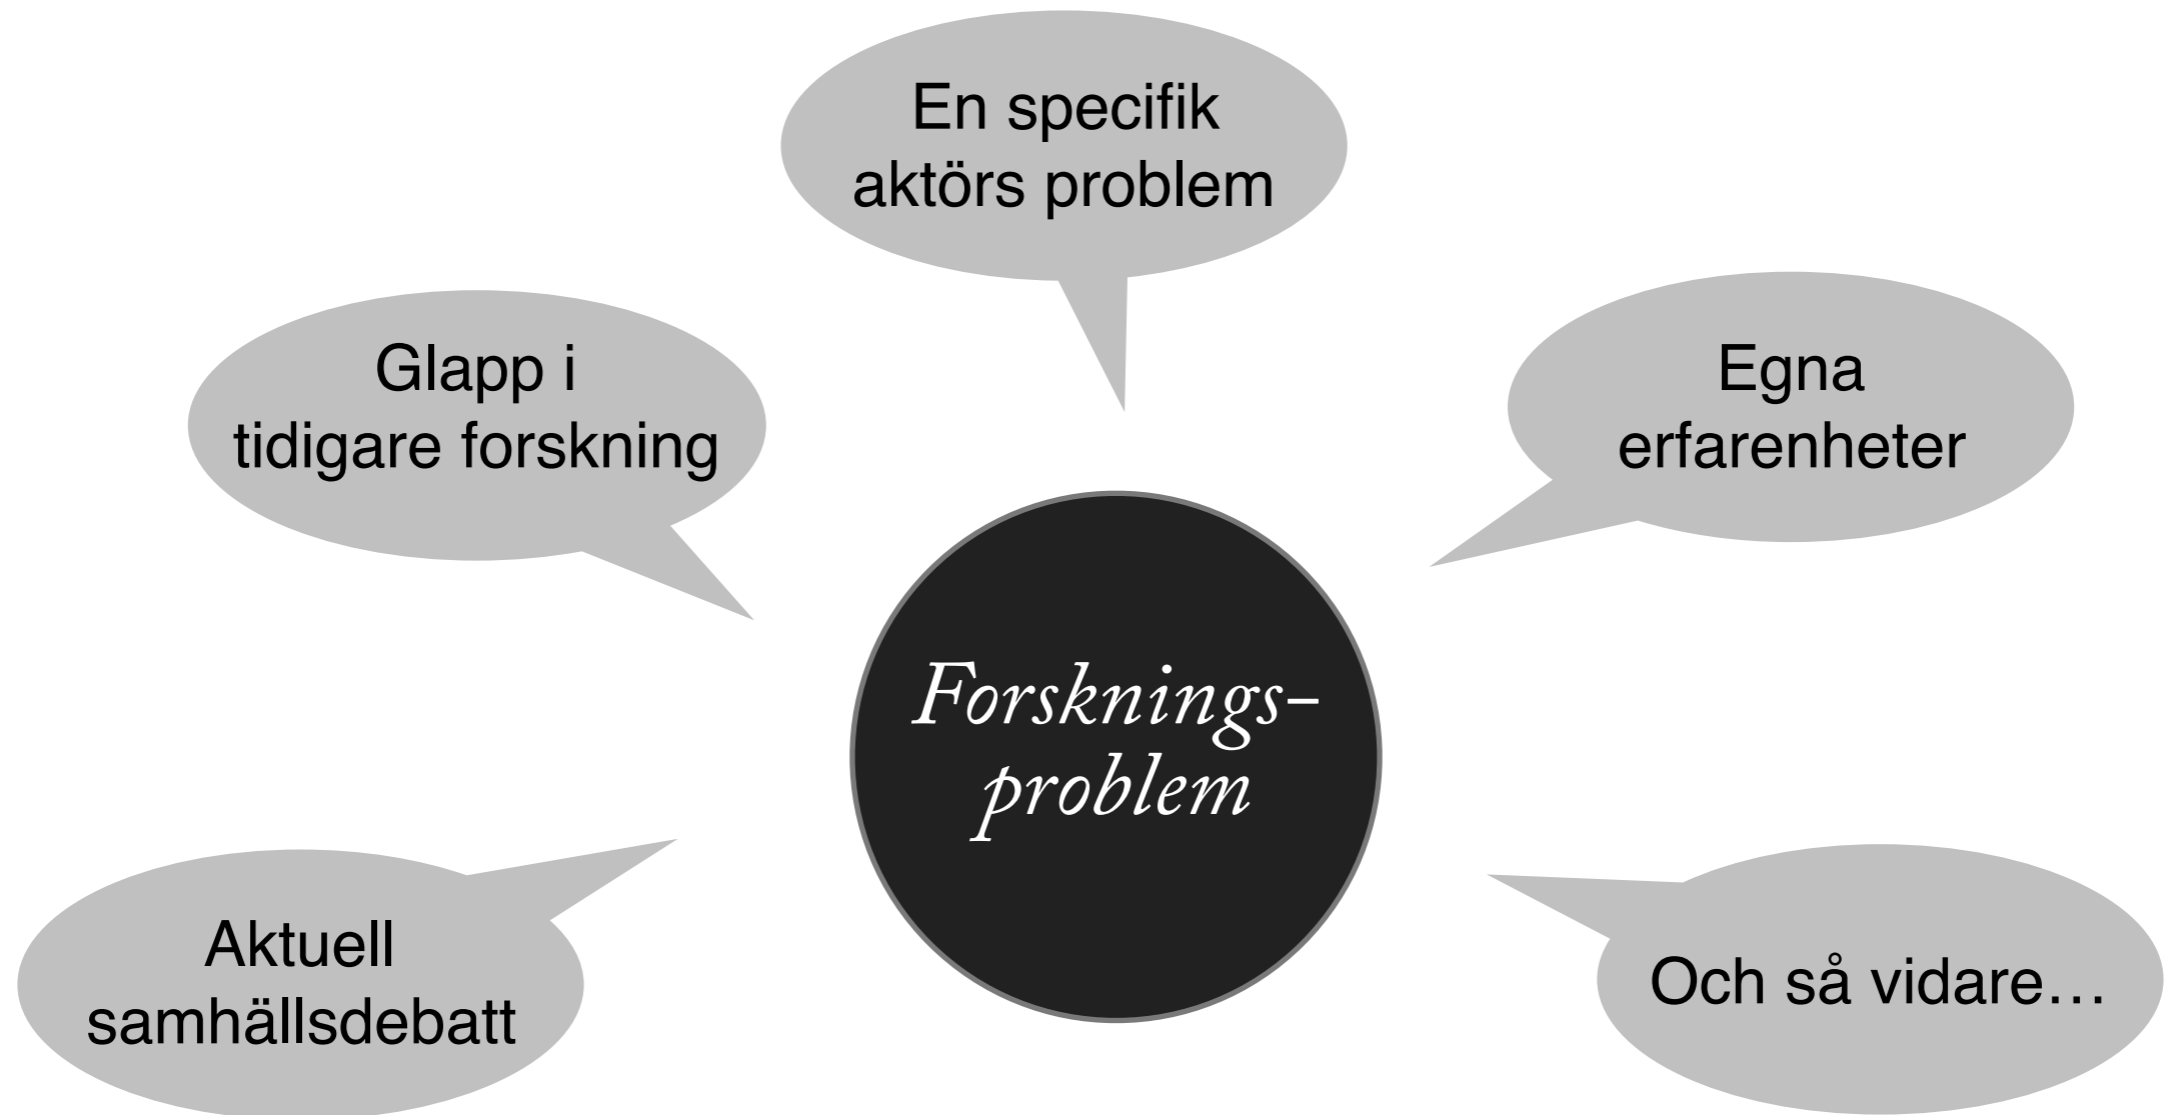 En specifik
aktörs problem
Glapp i
tidigare forskning
Egna
erfarenheter
Forsknings-
problem
Aktuell
samhällsdebatt
Och så vidare…